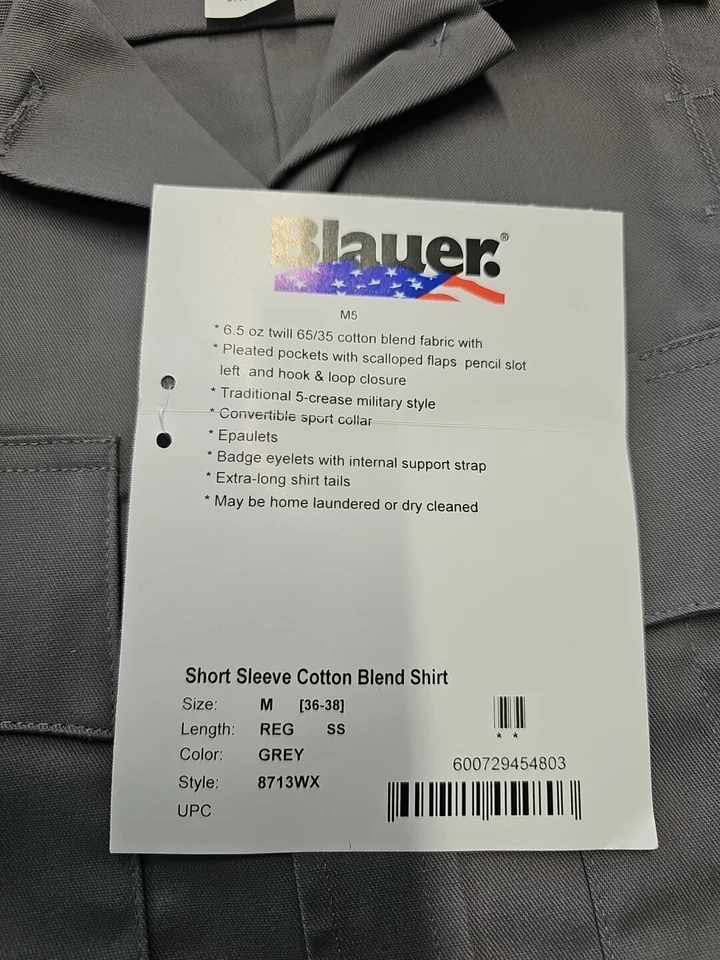 Blauer.®
M5
* 6.5 oz twill 65/35 cotton blend fabric with
* Pleated pockets with scalloped flaps pencil slot
left and hook & loop closure
* Traditional 5-crease military style
* Convertible sport collar
* Epaulets
* Badge eyelets with internal support strap
* Extra-long shirt tails
* May be home laundered or dry cleaned
Short Sleeve Cotton Blend Shirt
Size: M [36-38]
Length: REG SS
Color: GREY
* *
Style: 8713WX
600729454803
UPC